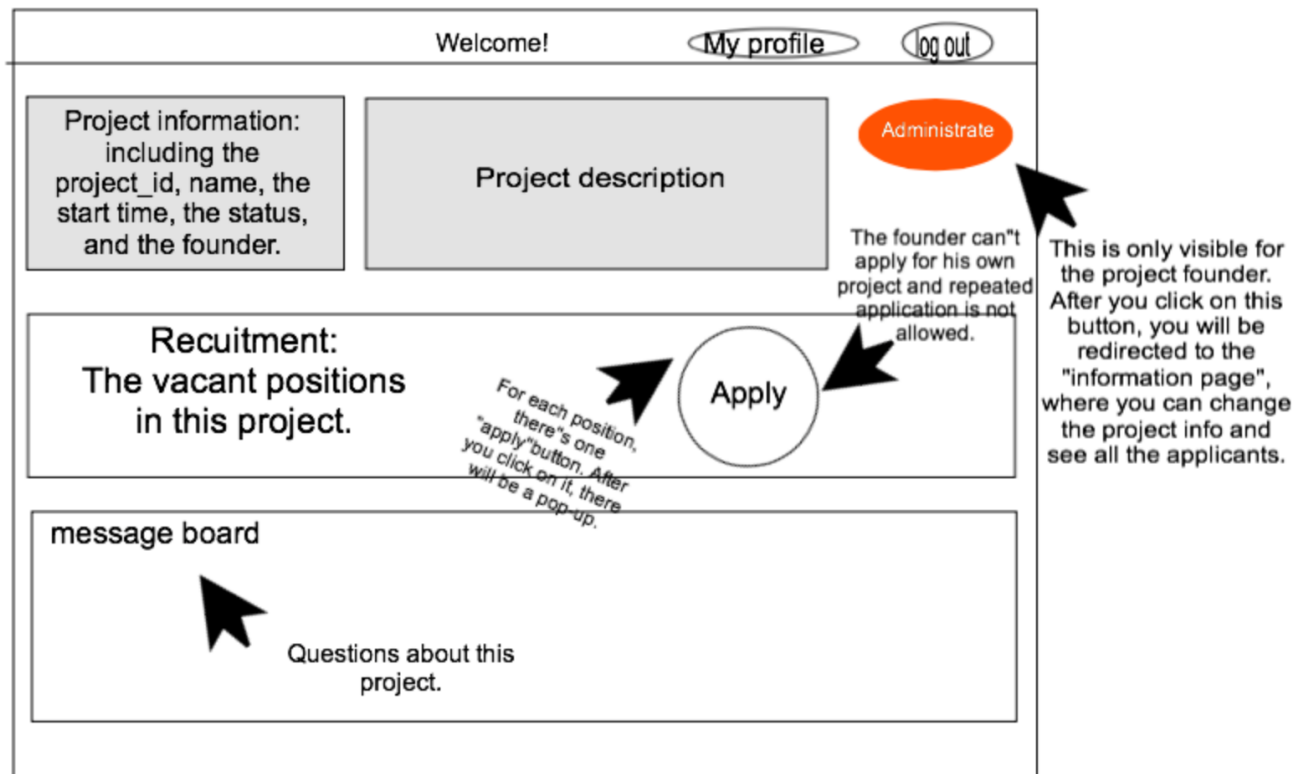 Welcome!
My profile
log out
Project information:
including the
project_id, name, the
start time, the status,
and the founder.
Project description
Administrate
The founder can"t
apply for his own
project and repeated
application is not
allowed.
This is only visible for
the project founder.
After you click on this
button, you will be
redirected to the
"information page",
where you can change
the project info and
see all the applicants.
Recuitment:
The vacant positions
in this project.
For each position,
there"s one
"apply"button. After
you click on it, there
will be a pop-up.
Apply
message board
Questions about this
project.